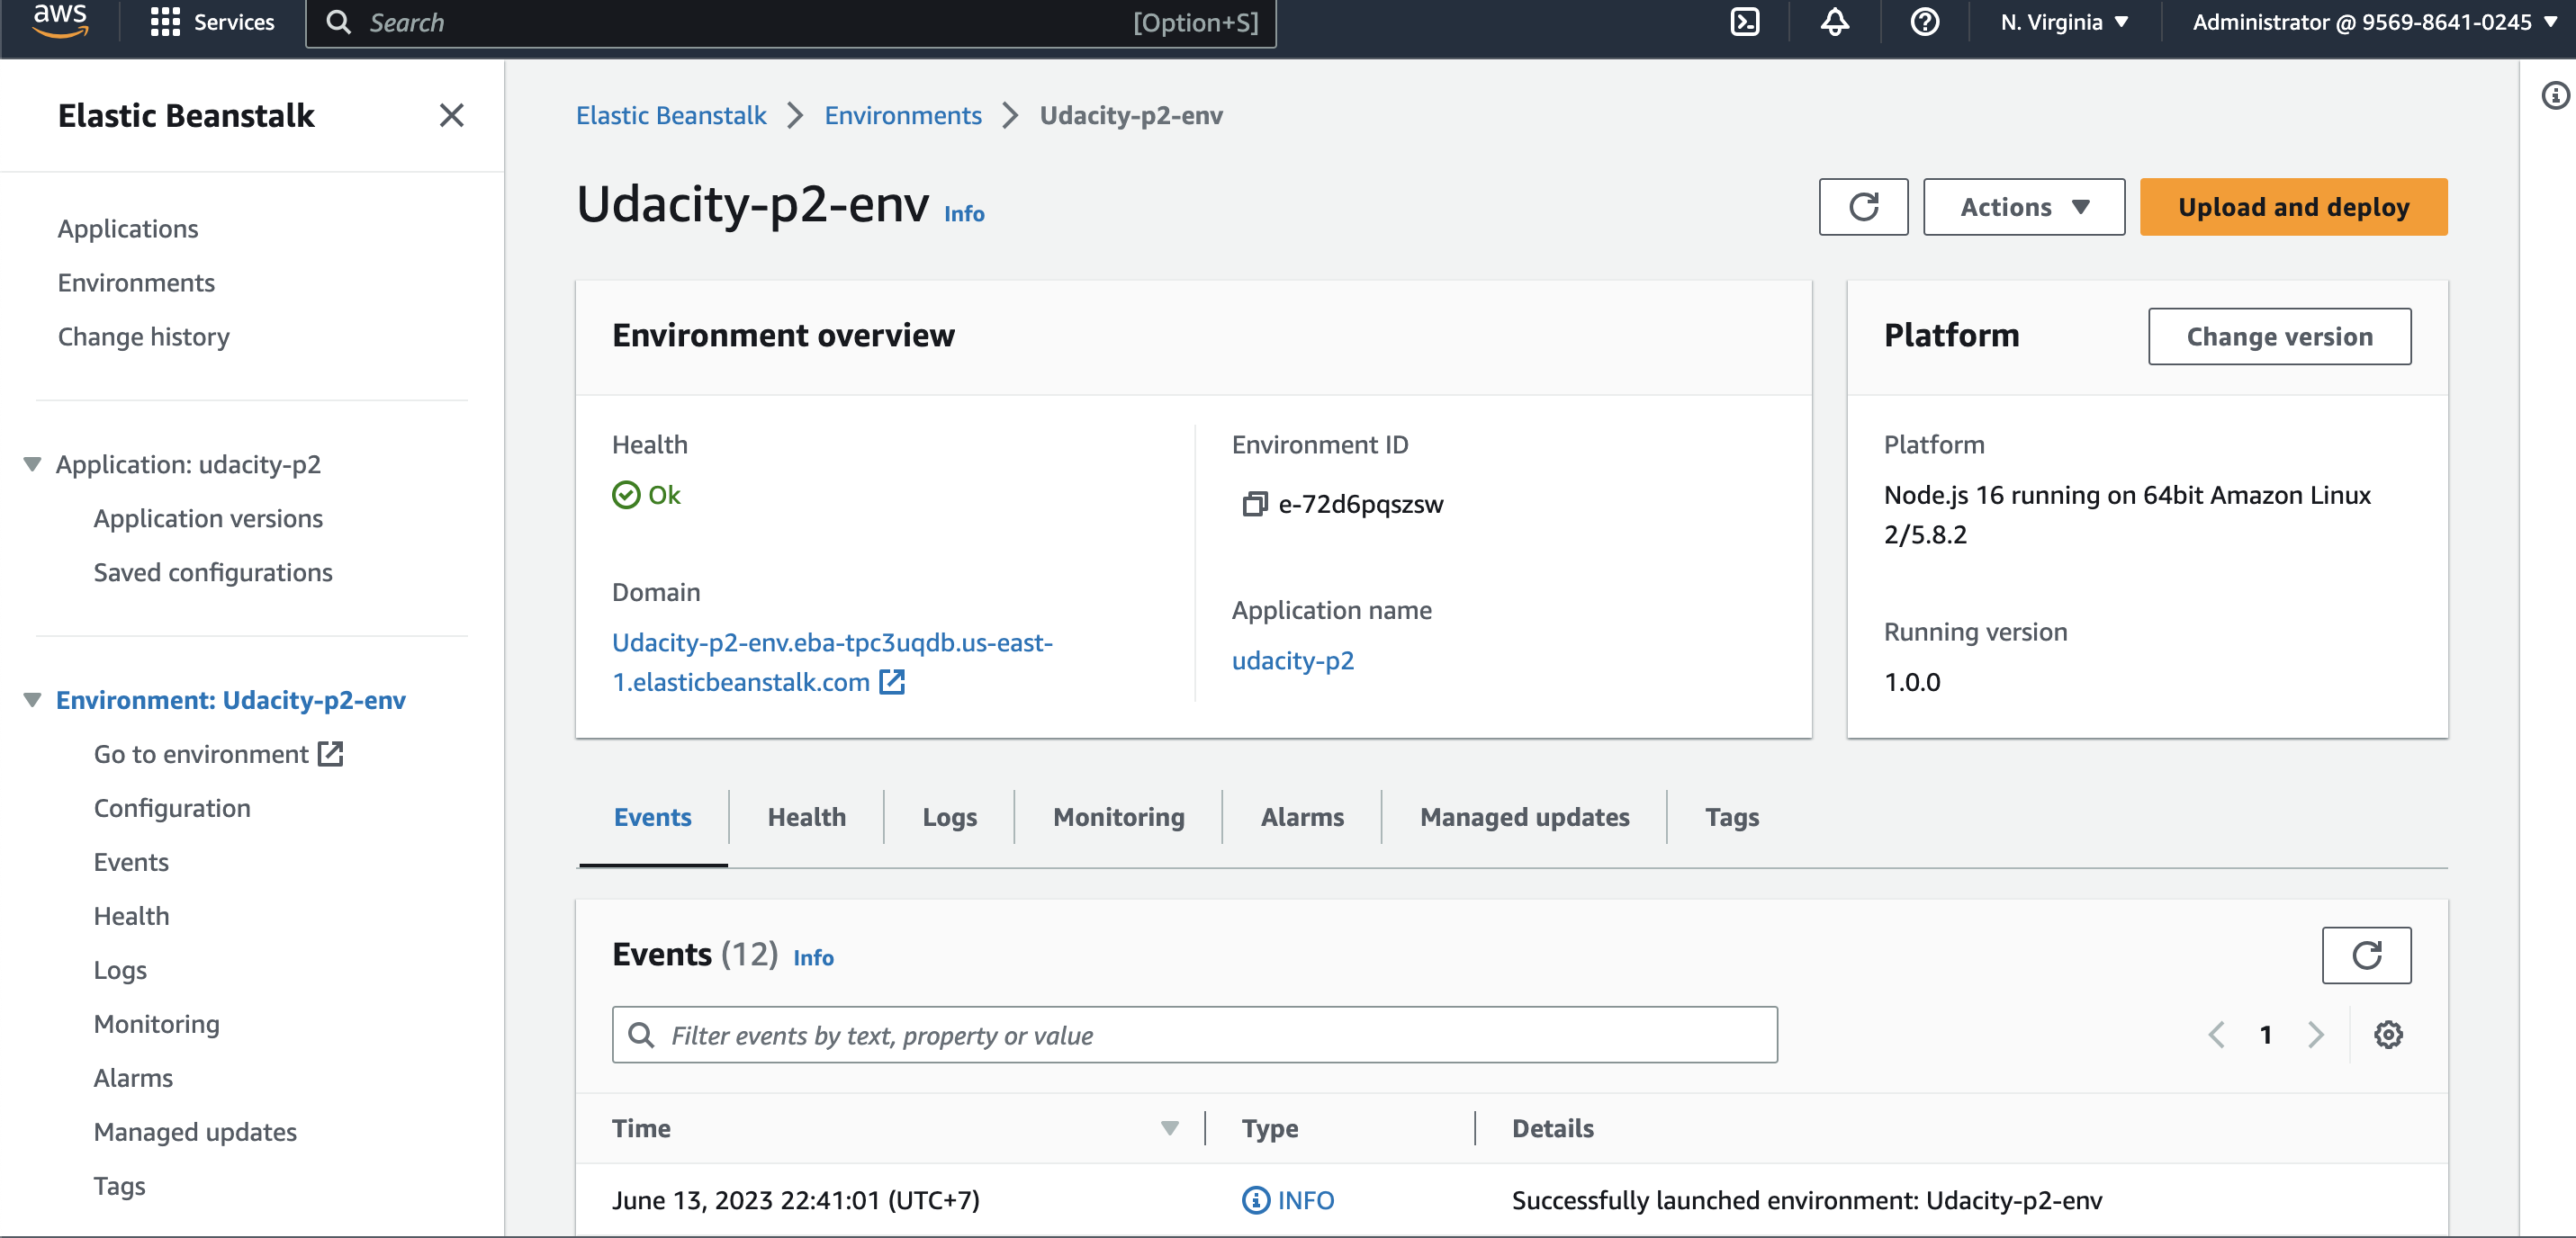 aws
Services
Search
[Option+S]
N. Virginia
Administrator @ 9569-8641-0245
Elastic Beanstalk
Applications
Environments
Change history
Application: udacity-p2
Application versions
Saved configurations
Environment: Udacity-p2-env
Go to environment
Configuration
Events
Health
Logs
Monitoring
Alarms
Managed updates
Tags
Elastic Beanstalk
Environments
Udacity-p2-env
Udacity-p2-env Info
Actions
Upload and deploy
Environment overview
Health
Ok
Domain
Udacity-p2-env.eba-tpc3uqdb.us-east-
1.elasticbeanstalk.com
Environment ID
e-72d6pqszsw
Application name
udacity-p2
Platform
Change version
Platform
Node.js 16 running on 64bit Amazon Linux
2/5.8.2
Running version
1.0.0
Events
Health
Logs
Monitoring
Alarms
Managed updates
Tags
Events (12) Info
Filter events by text, property or value
1
Time
Type
Details
June 13, 2023 22:41:01 (UTC+7)
INFO
Successfully launched environment: Udacity-p2-env